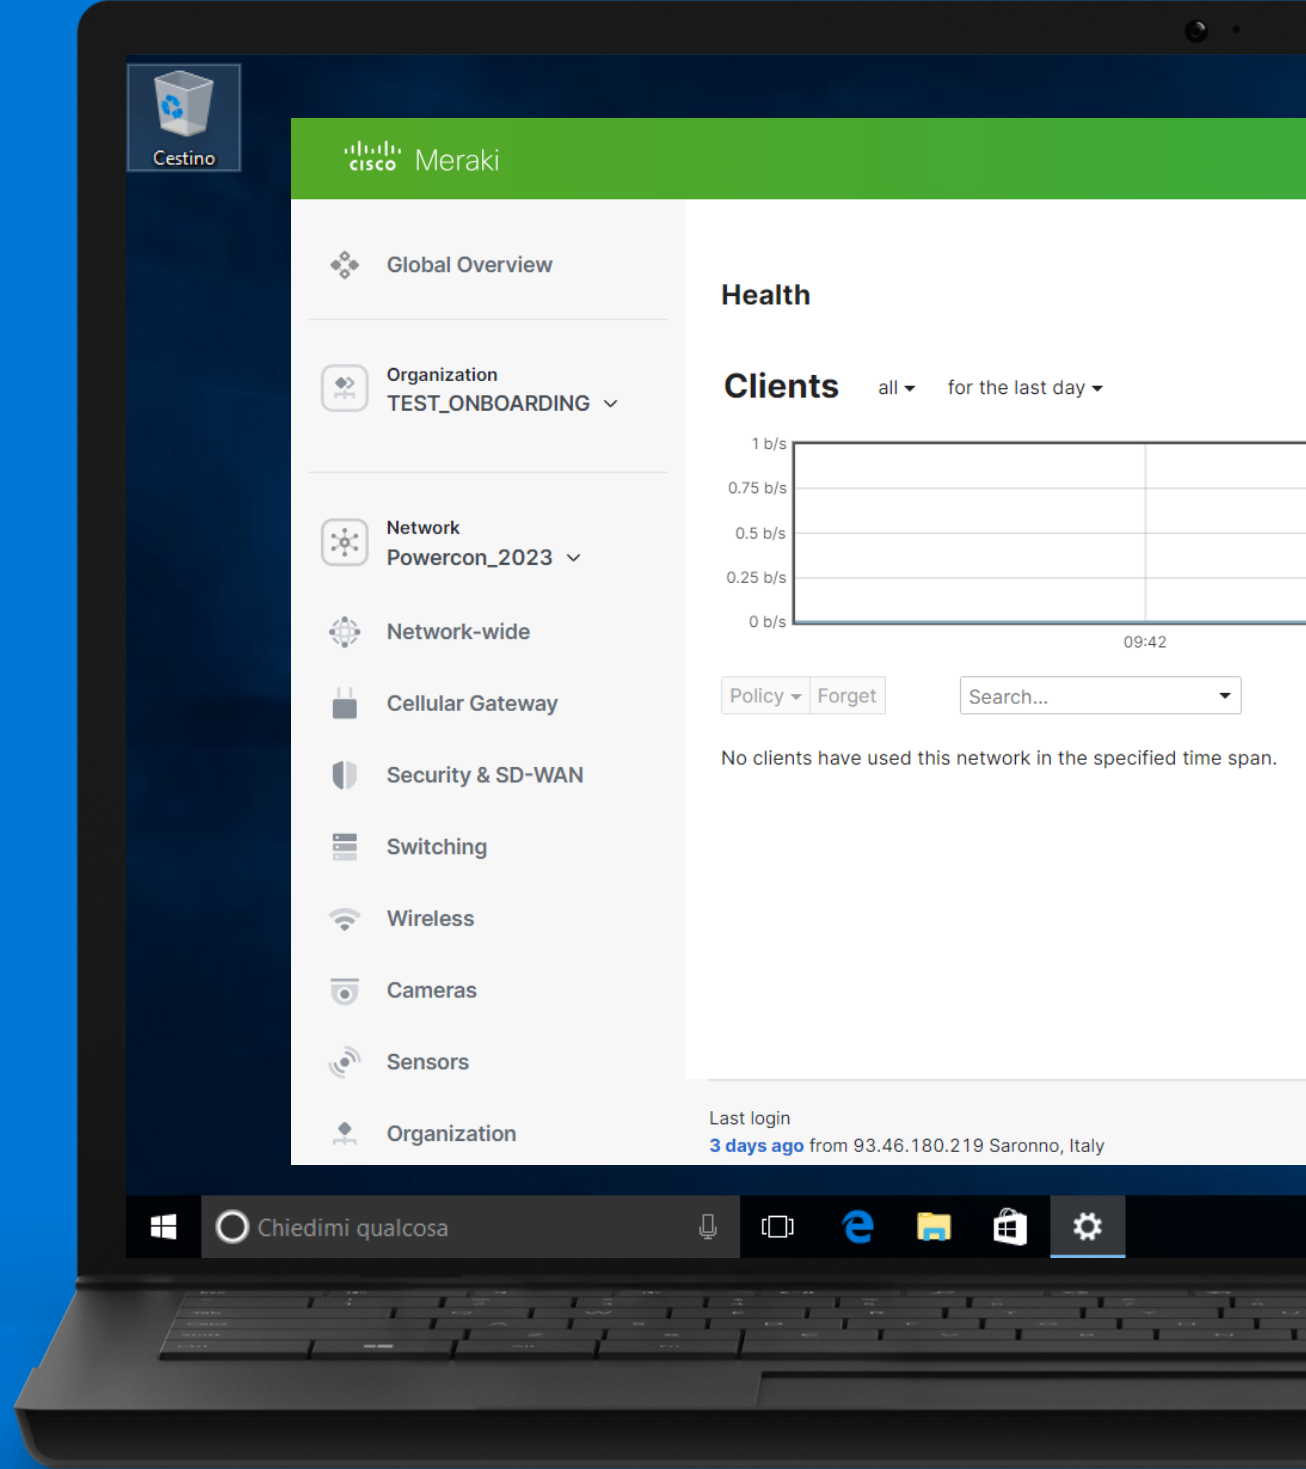 Cestino
cisco Meraki
Global Overview
Organization
TEST_ONBOARDING
Network
Powercon_2023
Network-wide
Cellular Gateway
Security & SD-WAN
Switching
Wireless
Cameras
Sensors
Organization
Health
Clients all for the last day
1 b/s
0.75 b/s
0.5 b/s
0.25 b/s
0 b/s
09:42
Policy Forget Search...
No clients have used this network in the specified time span.
Last login
3 days ago from 93.46.180.219 Saronno, Italy
Chiedimi qualcosa